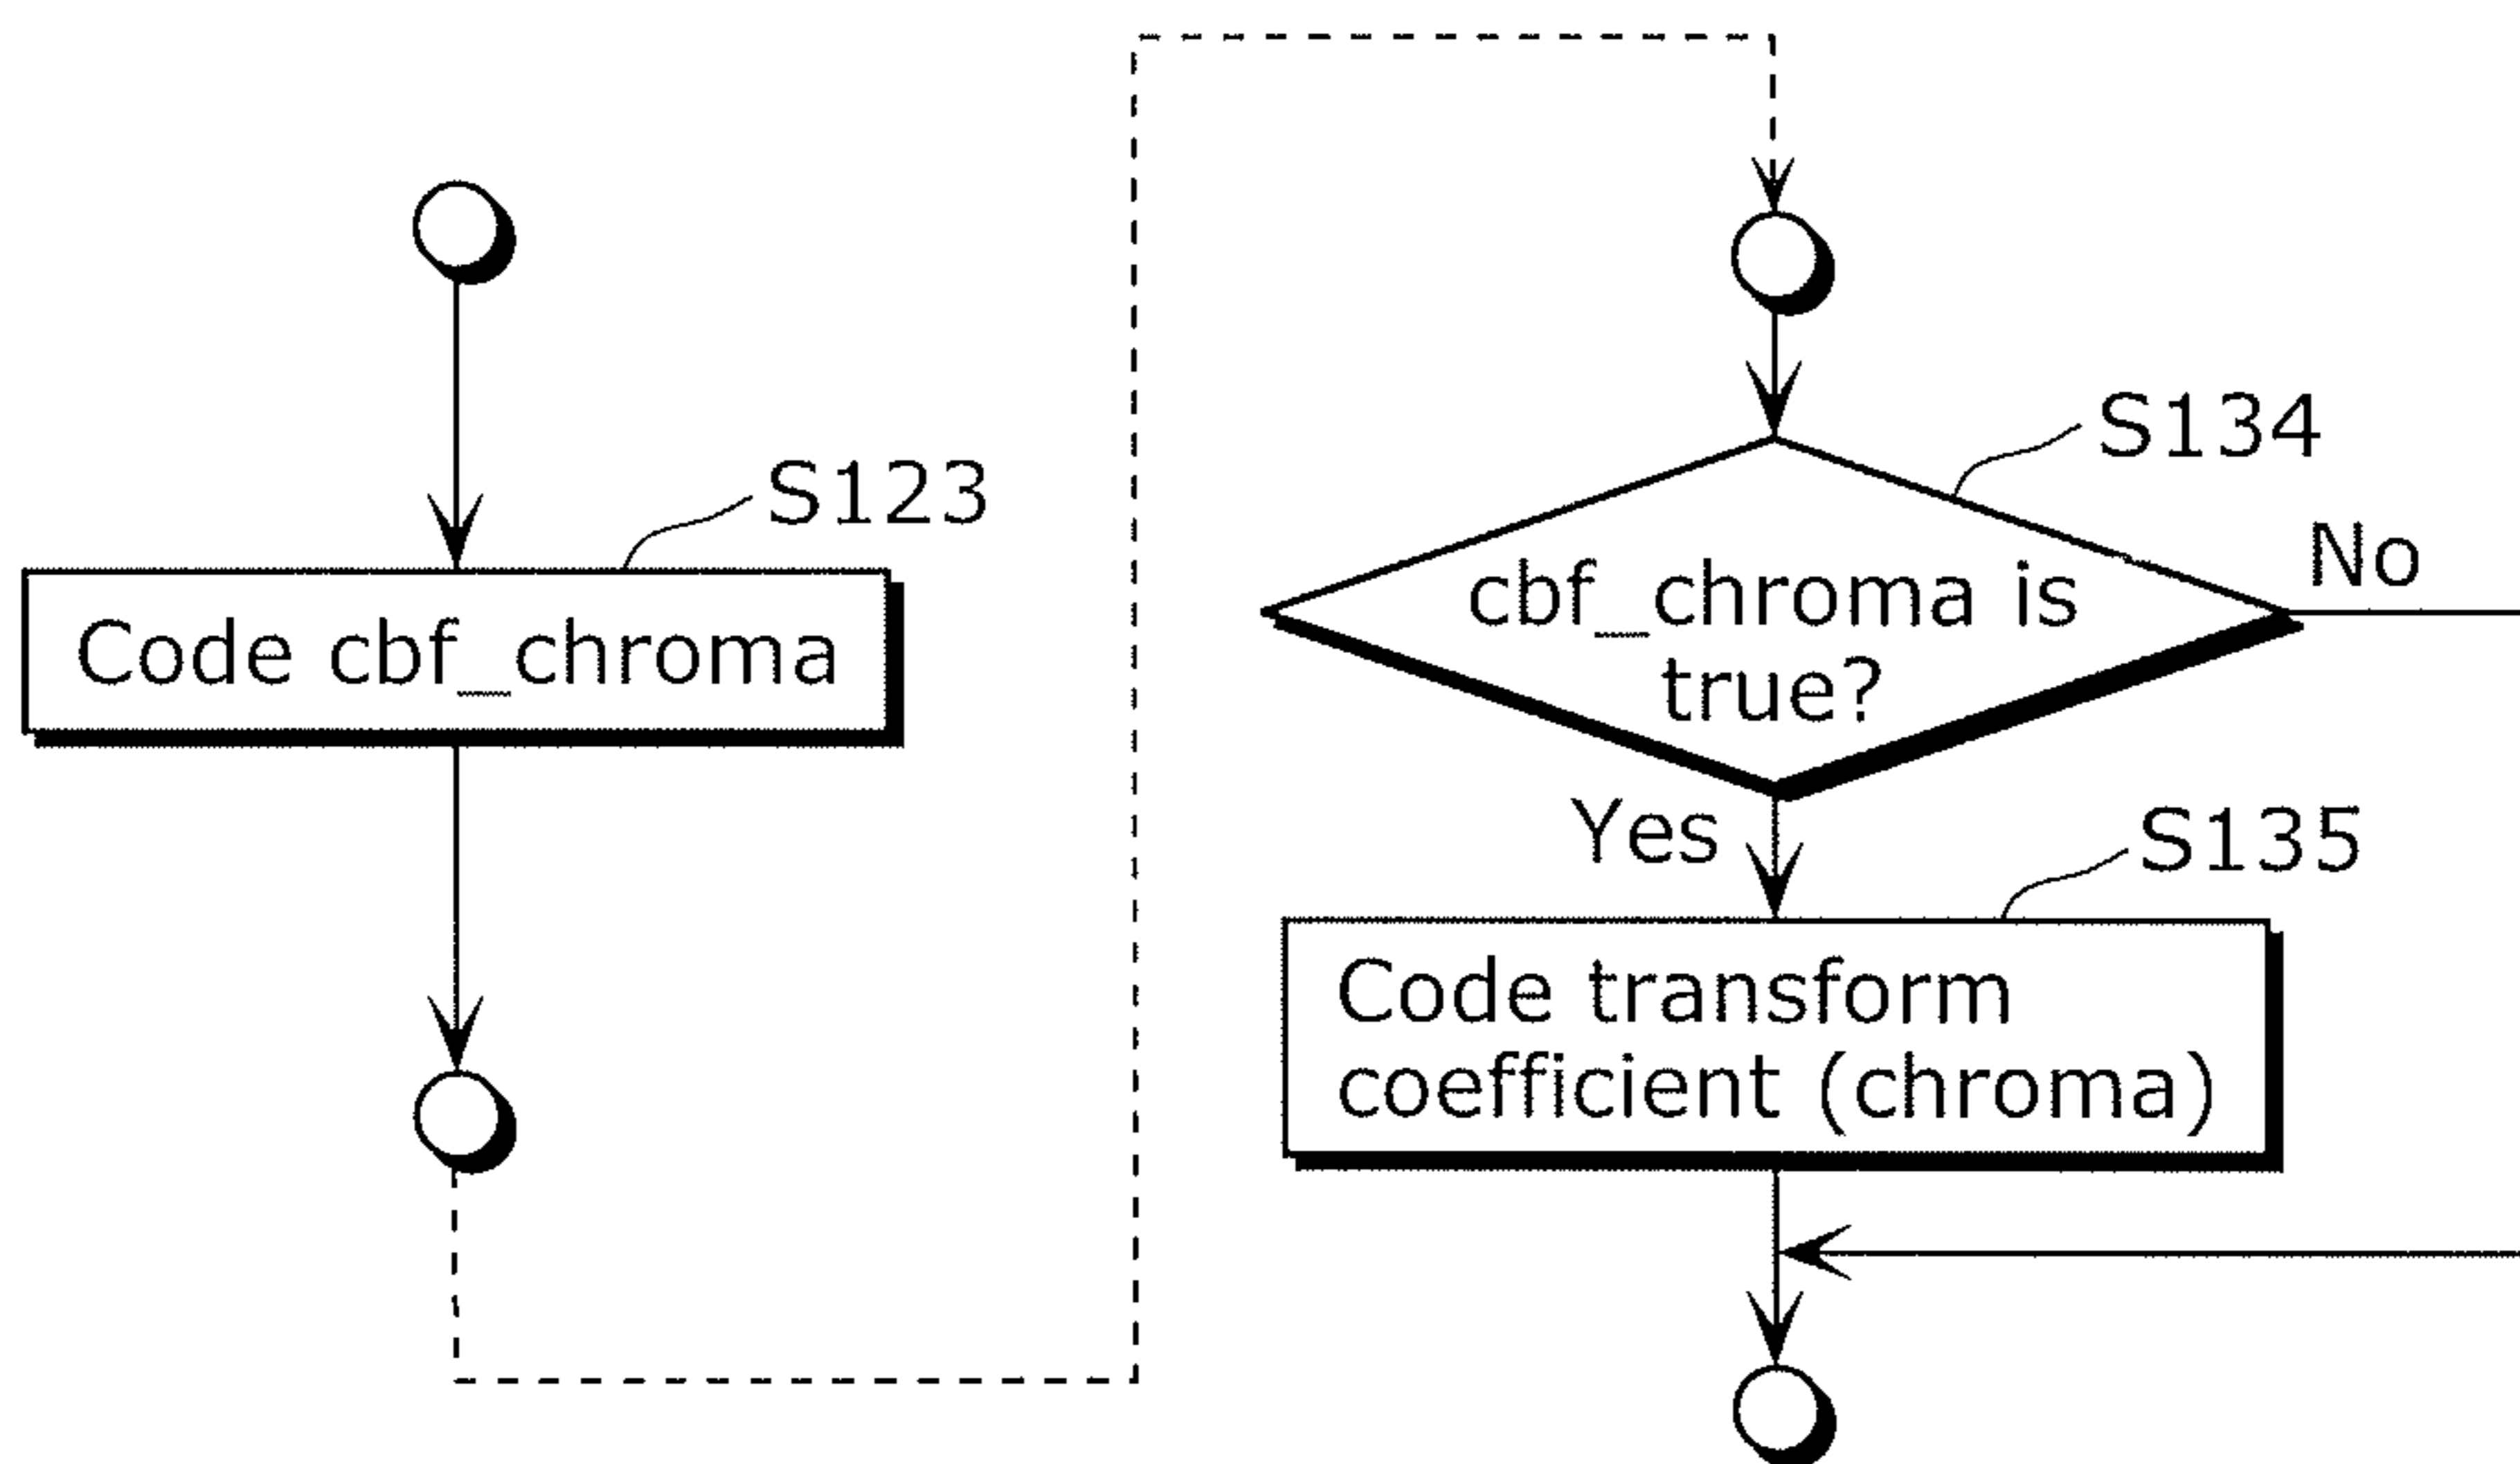 S123
Code cbf_chroma
S134
cbf_chroma is
true?
No
Yes
S135
Code transform
coefficient (chroma)